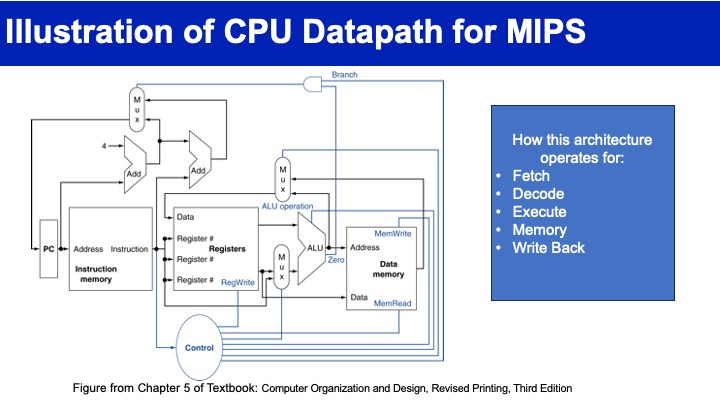 Illustration of CPU Datapath for MIPS
Branch
M
u
x
4
Add
Add
M
u
x
ALU operation
Data
Register #
Registers
Register #
Register #
RegWrite
PC
Address
Instruction
Instruction
memory
M
u
x
ALU
Zero
MemWrite
Address
Data
memory
Data
MemRead
Control
How this architecture
operates for:
• Fetch
• Decode
• Execute
• Memory
• Write Back
Figure from Chapter 5 of Textbook: Computer Organization and Design, Revised Printing, Third Edition